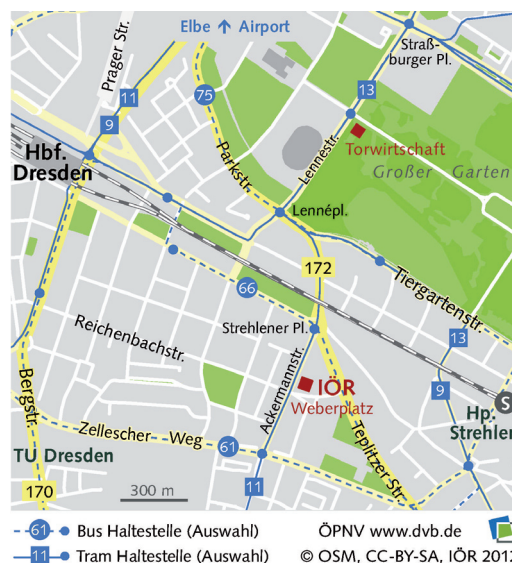 Elbe ↑ Airport
Prager Str.
Straß-
burger Pl.
11
75
13
9
Parkstr.
Lennéstr.
Torwirtschaft
Hbf.
Dresden
Großer Garten
Lennépl.
172
Tiergartenstr.
66
Strehlener Pl.
Reichenbachstr.
13
Ackermannstr.
IÖR
Weberplatz
9
S
Bergstr.
Hp.
Strehlen
Zellescher Weg
61
Teplitzer Str.
TU Dresden
11
170
300 m
61 Bus Haltestelle (Auswahl)
ÖPNV www.dvb.de
11 Tram Haltestelle (Auswahl)
© OSM, CC-BY-SA, IÖR 2012